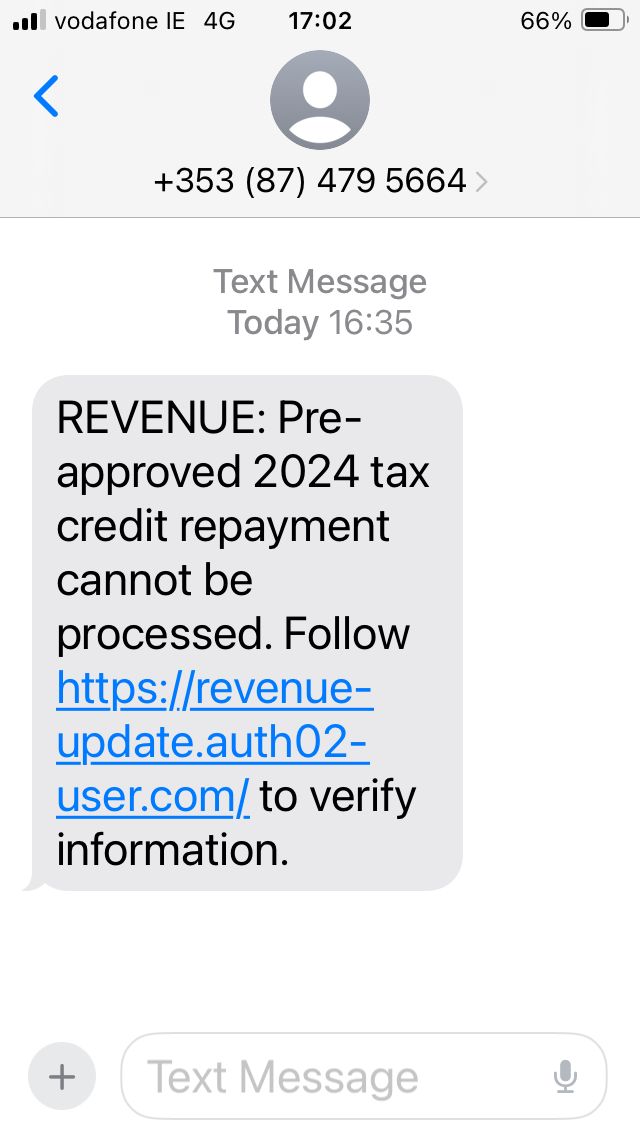 vodafone IE 4G 17:02 66%
+353 (87) 479 5664
Text Message
Today 16:35
REVENUE: Pre-
approved 2024 tax
credit repayment
cannot be
processed. Follow
https://revenue-
update.auth02-
user.com/ to verify
information.
Text Message